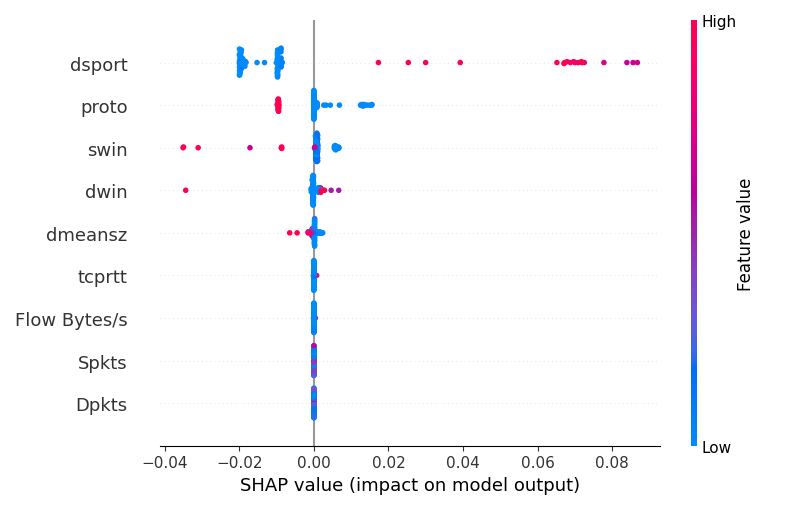 High
dsport
proto
swin
dwin
dmeansz
tcprtt
Flow Bytes/s
Spkts
Dpkts
Feature value
Low
−0.04 −0.02 0.00 0.02 0.04 0.06 0.08
SHAP value (impact on model output)